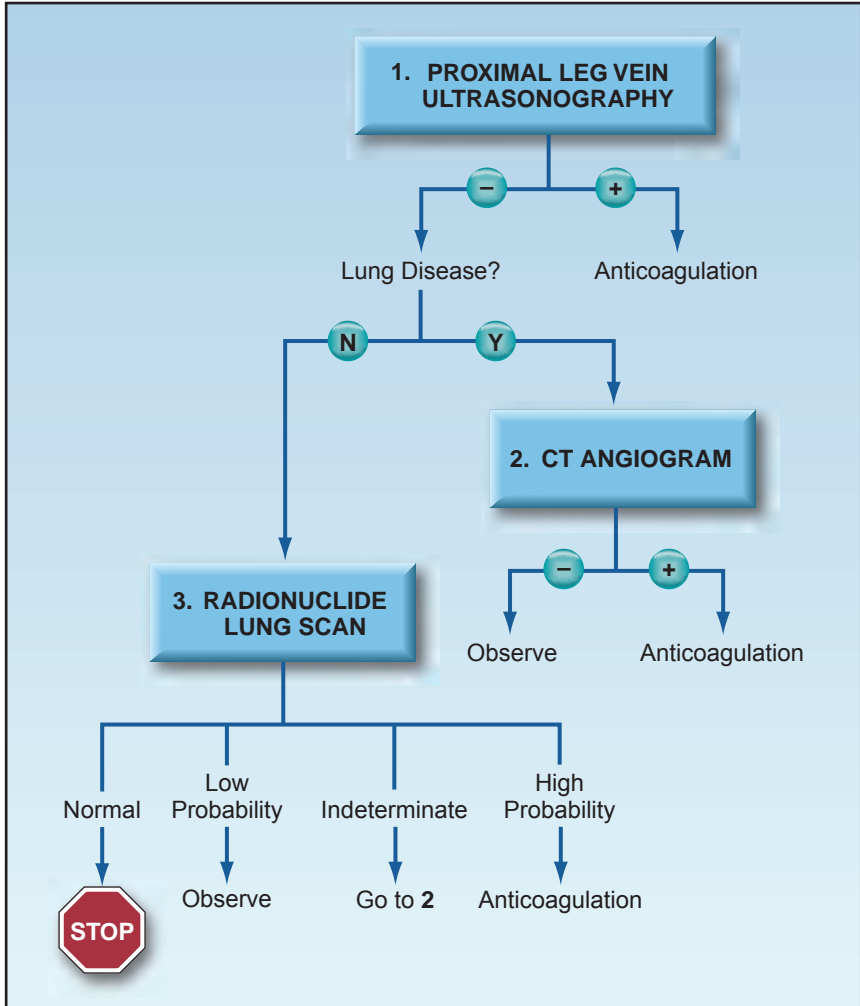 1. PROXIMAL LEG VEIN
ULTRASONOGRAPHY
− +
Lung Disease? Anticoagulation
N Y
2. CT ANGIOGRAM
− +
3. RADIONUCLIDE
LUNG SCAN
Observe Anticoagulation
Normal
Low
Probability
Indeterminate
High
Probability
STOP
Observe
Go to 2
Anticoagulation